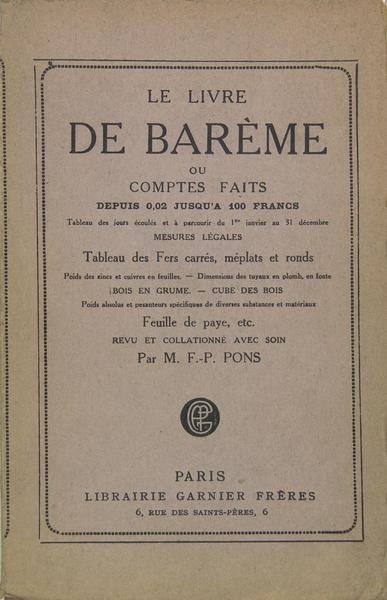 LE LIVRE
DE BARÈME
OU
COMPTES FAITS
DEPUIS 0,02 JUSQU'A 100 FRANCS
Tableau des jours écoulés et à parcourir du 1er janvier au 31 décembre
MESURES LÉGALES
Tableau des Fers carrés, méplats et ronds
Poids des zincs et cuivres en feuilles. — Dimensions des tuyaux en plomb, en fonte
BOIS EN GRUME. — CUBE DES BOIS
Poids absolus et pesanteurs spécifiques de diverses substances et matériaux
Feuille de paye, etc.
REVU ET COLLATIONNÉ AVEC SOIN
Par M. F.-P. PONS
PARIS
LIBRAIRIE GARNIER FRÈRES
6, RUE DES SAINTS-PÈRES, 6